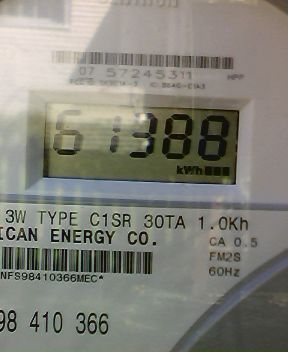 07 57245311 HPF
61388
kWh
3W TYPE C1SR 30TA 1.0Kh
ICAN ENERGY CO.
CA 0.5
FM2S
60Hz
NFS98410366MEC*
98 410 366